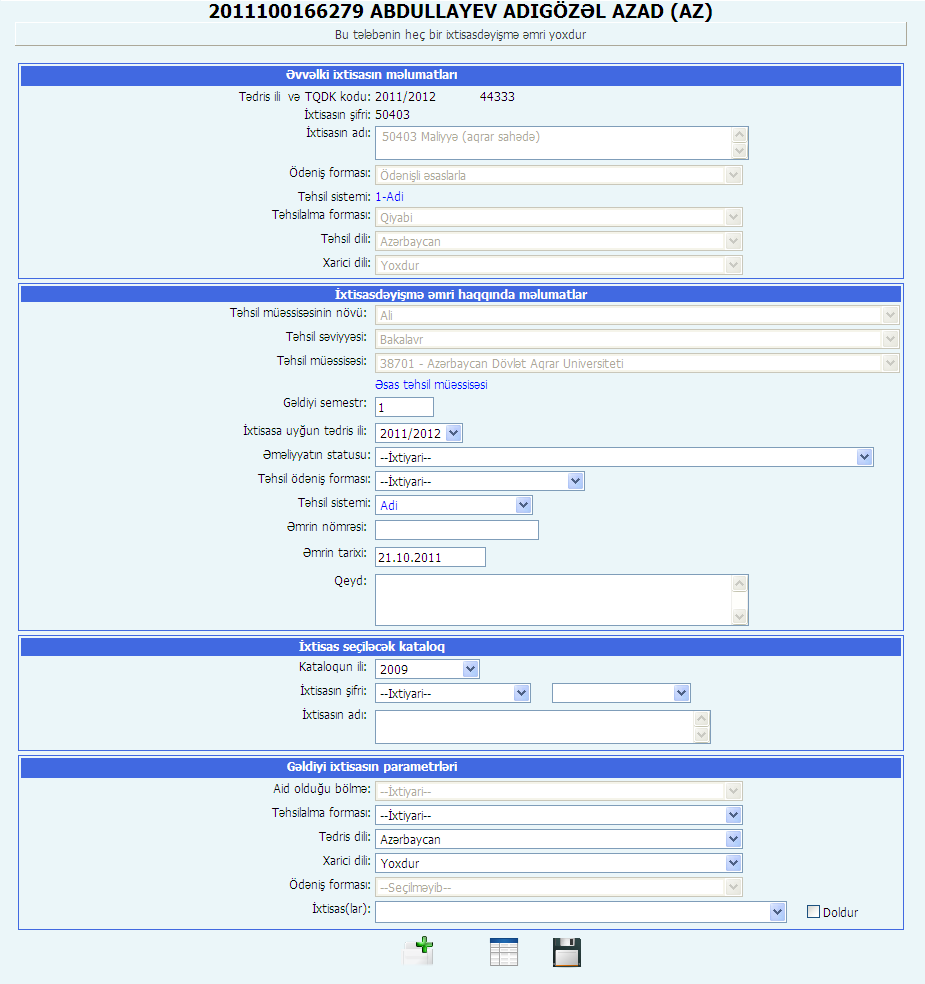 2011100166279 ABDULLAYEV ADIGÖZƏL AZAD (AZ)
Bu tələbənin heç bir ixtisasdəyişmə əmri yoxdur
Əvvəlki ixtisasın məlumatları
Tədris ili və TQDK kodu: 2011/2012 44333
İxtisasın şifri: 50403
İxtisasın adı: 50403 Maliyyə (aqrar sahədə)
Ödəniş forması: Ödənişli əsaslarla
Təhsil sistemi: 1-Adi
Təhsilalma forması: Qiyabi
Təhsil dili: Azərbaycan
Xarici dili: Yoxdur
İxtisasdəyişmə əmri haqqında məlumatlar
Təhsil müəssisəsinin növü: Ali
Təhsil səviyyəsi: Bakalavr
Təhsil müəssisəsi: 38701 - Azərbaycan Dövlət Aqrar Universiteti
Əsas təhsil müəssisəsi
Gəldiyi semestr: 1
İxtisasa uyğun tədris ili: 2011/2012
Əməliyyatın statusu: --İxtiyari--
Təhsil ödəniş forması: --İxtiyari--
Təhsil sistemi: Adi
Əmrin nömrəsi:
Əmrin tarixi: 21.10.2011
Qeyd:
İxtisas seçiləcək kataloq
Kataloqun ili: 2009
İxtisasın şifri: --İxtiyari--
İxtisasın adı:
Gəldiyi ixtisasın parametrləri
Aid olduğu bölmə: --İxtiyari--
Təhsilalma forması: --İxtiyari--
Tədris dili: Azərbaycan
Xarici dili: Yoxdur
Ödəniş forması: --Seçilməyib--
İxtisas(lar): Doldur